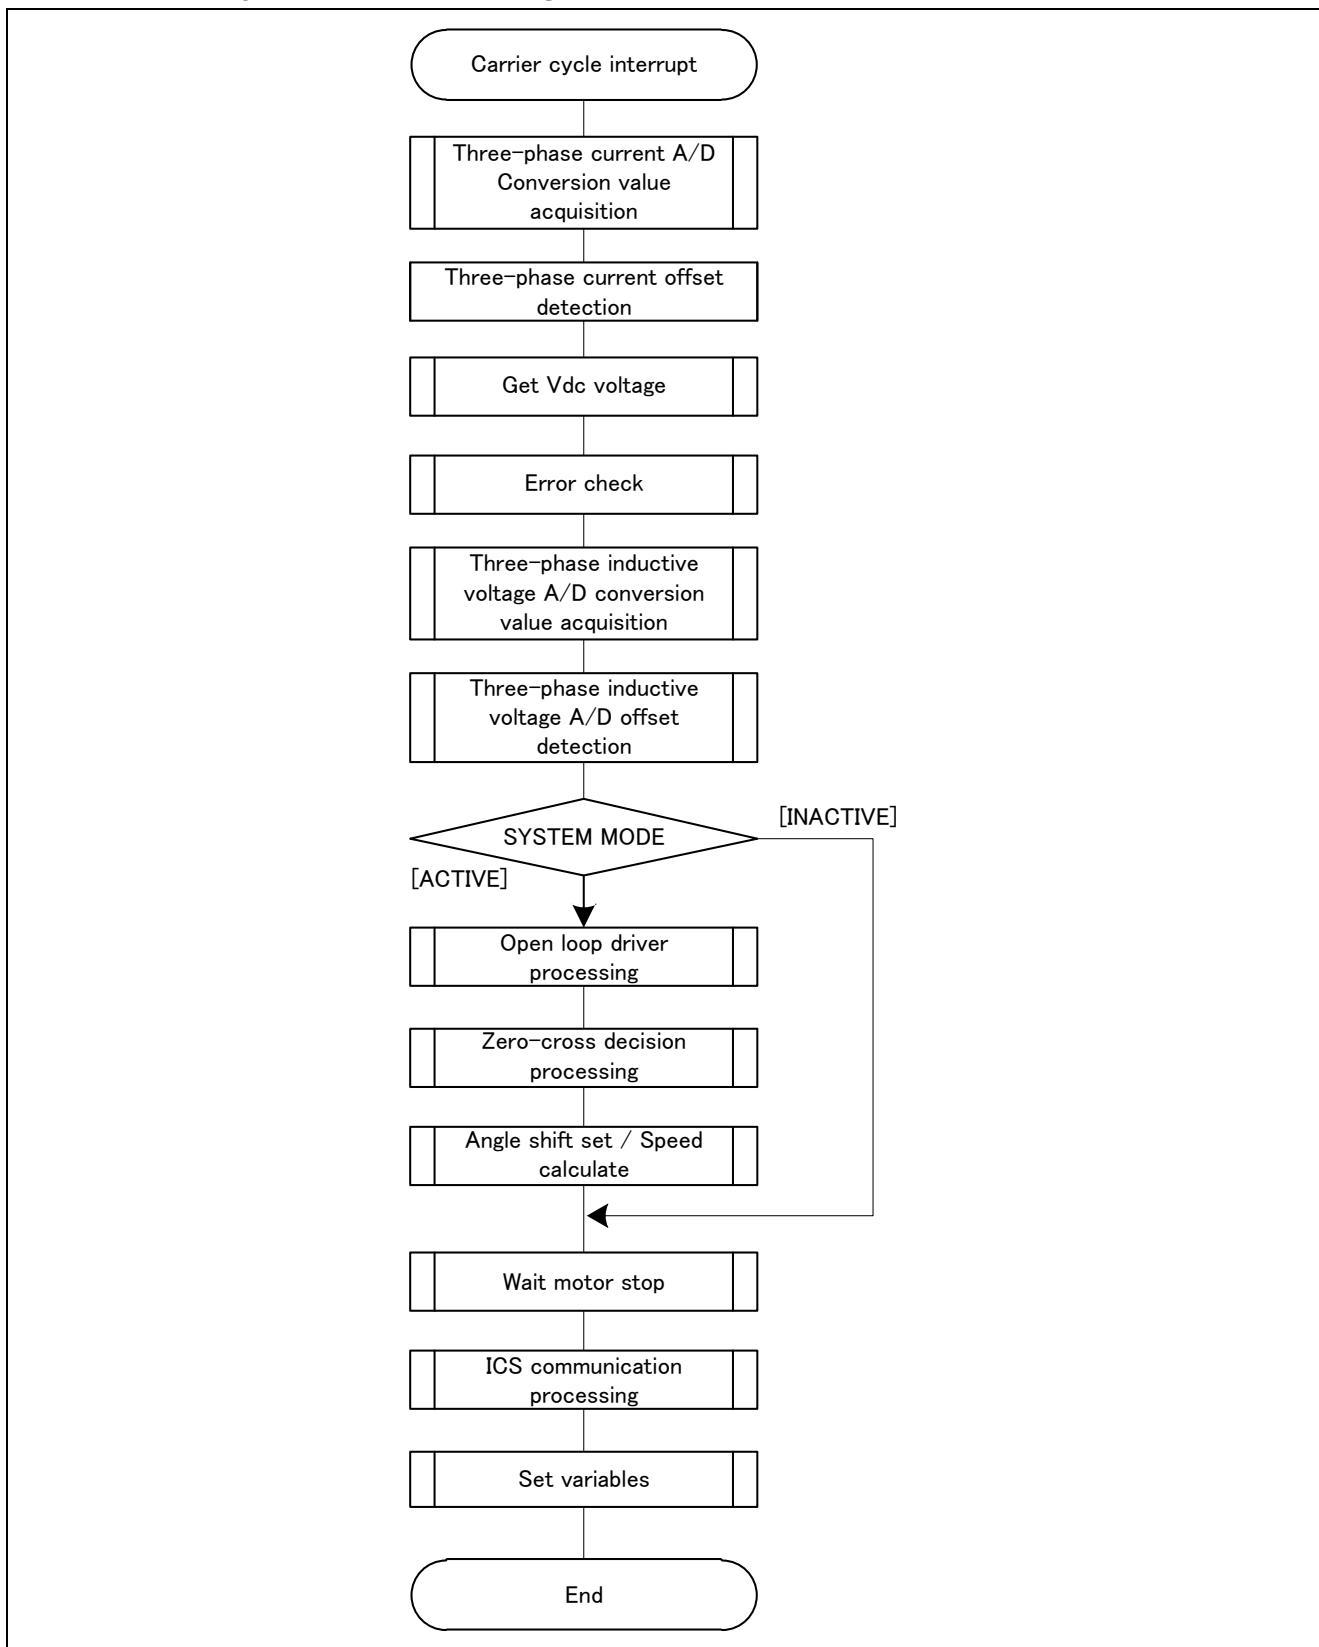 Carrier cycle interrupt
Three-phase current A/D
Conversion value
acquisition
Three-phase current offset
detection
Get Vdc voltage
Error check
Three-phase inductive
voltage A/D conversion
value acquisition
Three-phase inductive
voltage A/D offset
detection
[INACTIVE]
SYSTEM MODE
[ACTIVE]
Open loop driver
processing
Zero-cross decision
processing
Angle shift set / Speed
calculate
Wait motor stop
ICS communication
processing
Set variables
End